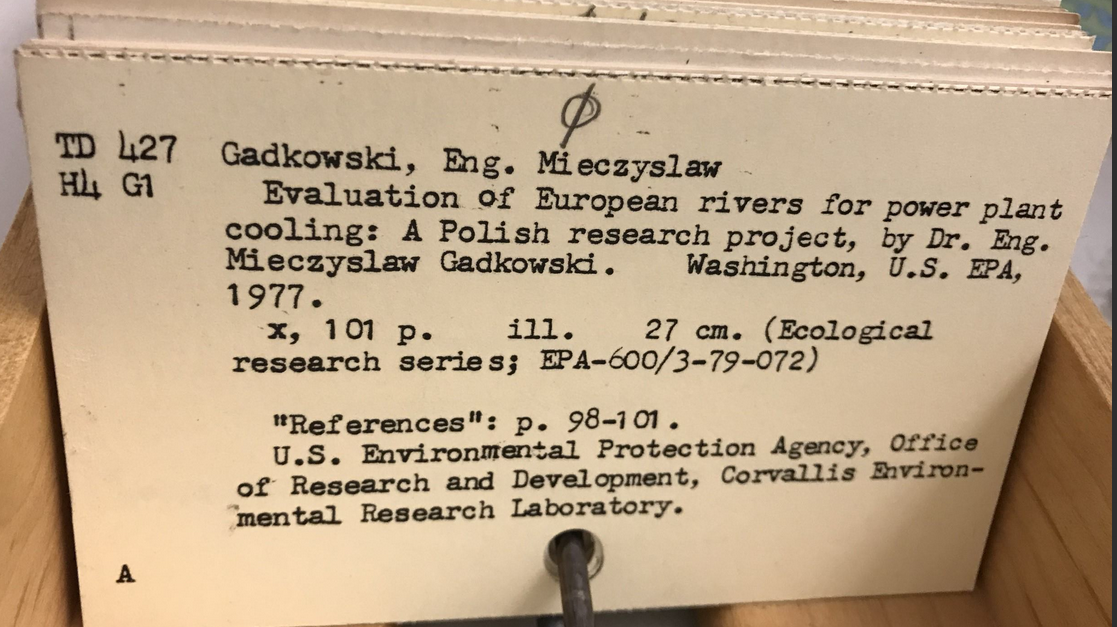 ϕ
TD 427 Gadkowski, Eng. Mieczyslaw
H4 G1 Evaluation of European rivers for power plant
cooling: A Polish research project, by Dr. Eng.
Mieczyslaw Gadkowski. Washington, U.S. EPA,
1977.
x, 101 p. ill. 27 cm. (Ecological
research series; EPA-600/3-79-072)
"References": p. 98-101.
U.S. Environmental Protection Agency, Office
of Research and Development, Corvallis Environ-
mental Research Laboratory.
A